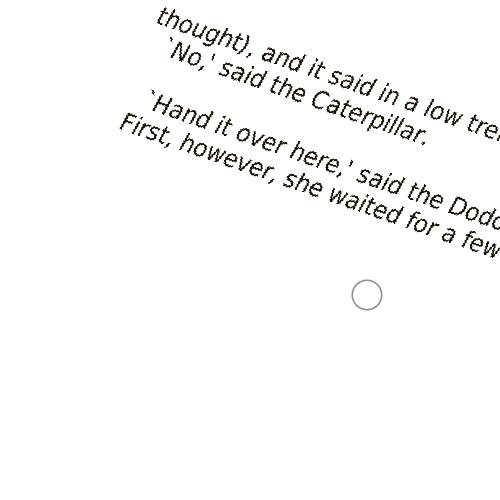 thought), and it said in a low
`No,' said the Caterpillar.
`Hand it over here,' said the Dodo
First, however, she waited for a few